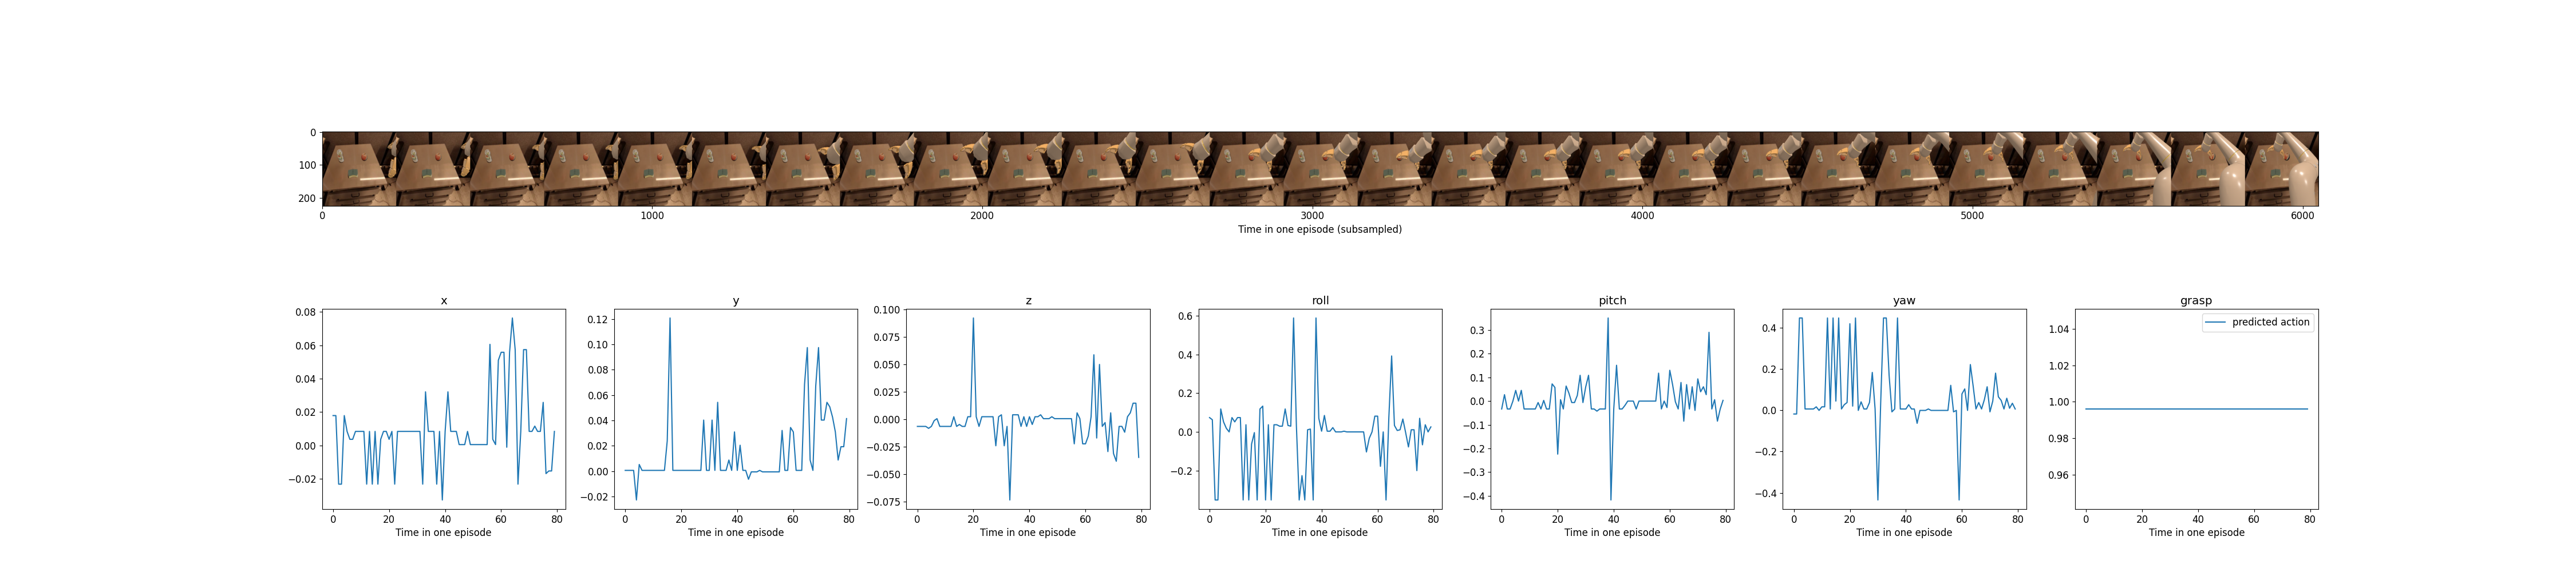 0
100
200
0 1000 2000 3000 4000 5000 6000
Time in one episode (subsampled)
x y z roll pitch yaw grasp
0.08
0.06
0.04
0.02
0.00
−0.02
0 20 40 60 80
Time in one episode
0.12
0.10
0.08
0.06
0.04
0.02
0.00
−0.02
0 20 40 60 80
Time in one episode
0.100
0.075
0.050
0.025
0.000
−0.025
−0.050
−0.075
0 20 40 60 80
Time in one episode
0.6
0.4
0.2
0.0
−0.2
0 20 40 60 80
Time in one episode
0.3
0.2
0.1
0.0
−0.1
−0.2
−0.3
−0.4
0 20 40 60 80
Time in one episode
0.4
0.2
0.0
−0.2
−0.4
0 20 40 60 80
Time in one episode
predicted action
1.04
1.02
1.00
0.98
0.96
0 20 40 60 80
Time in one episode